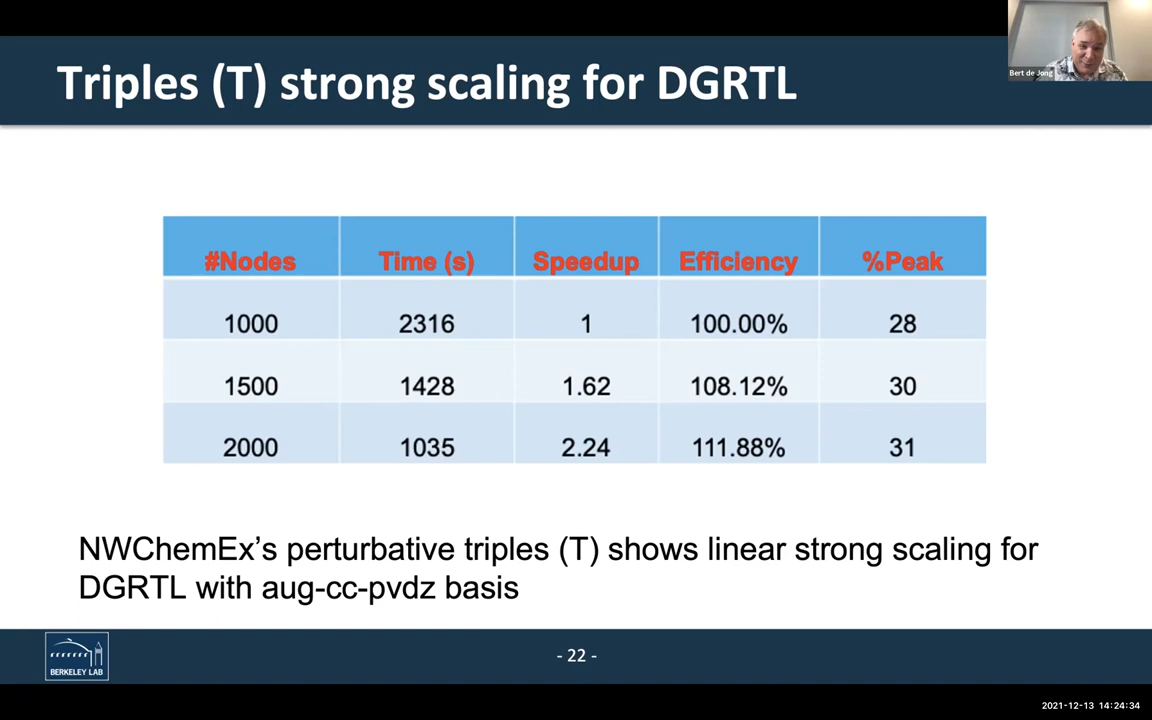 Triples (T) strong scaling for DGRTL
Bert de Jong
#Nodes Time (s) Speedup Efficiency %Peak
1000 2316 1 100.00% 28
1500 1428 1.62 108.12% 30
2000 1035 2.24 111.88% 31
NWChemEx’s perturbative triples (T) shows linear strong scaling for
DGRTL with aug-cc-pvdz basis
BERKELEY LAB
- 22 -
2021-12-13 14:24:34